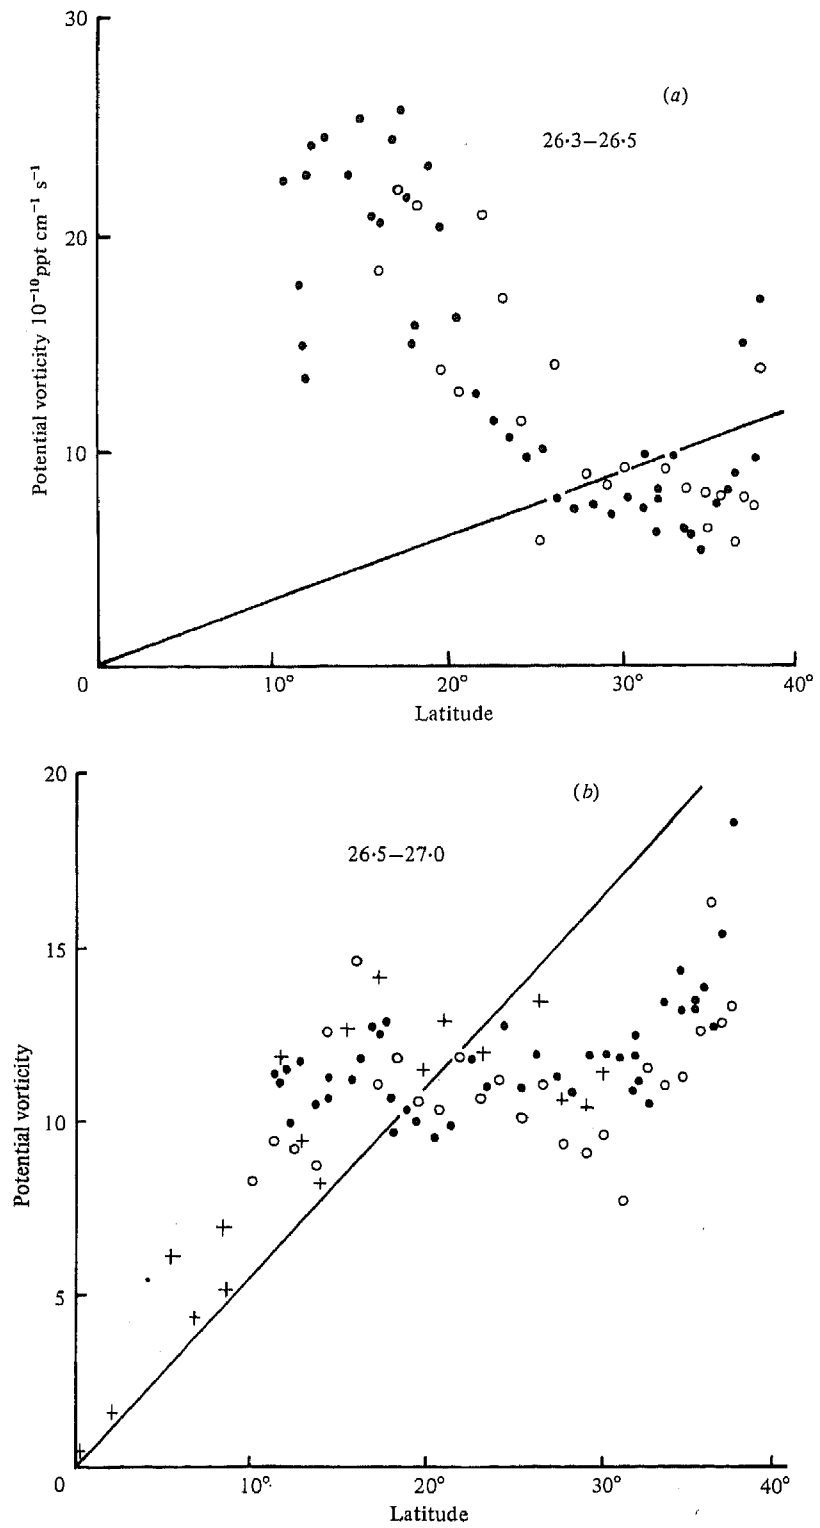 30
(a)
26·3–26·5
20
10
Potential vorticity 10⁻¹⁰ppt cm⁻¹ s⁻¹
0
10° 20° 30° 40°
Latitude
20
(b)
26·5–27·0
15
10
5
Potential vorticity
0
10° 20° 30° 40°
Latitude